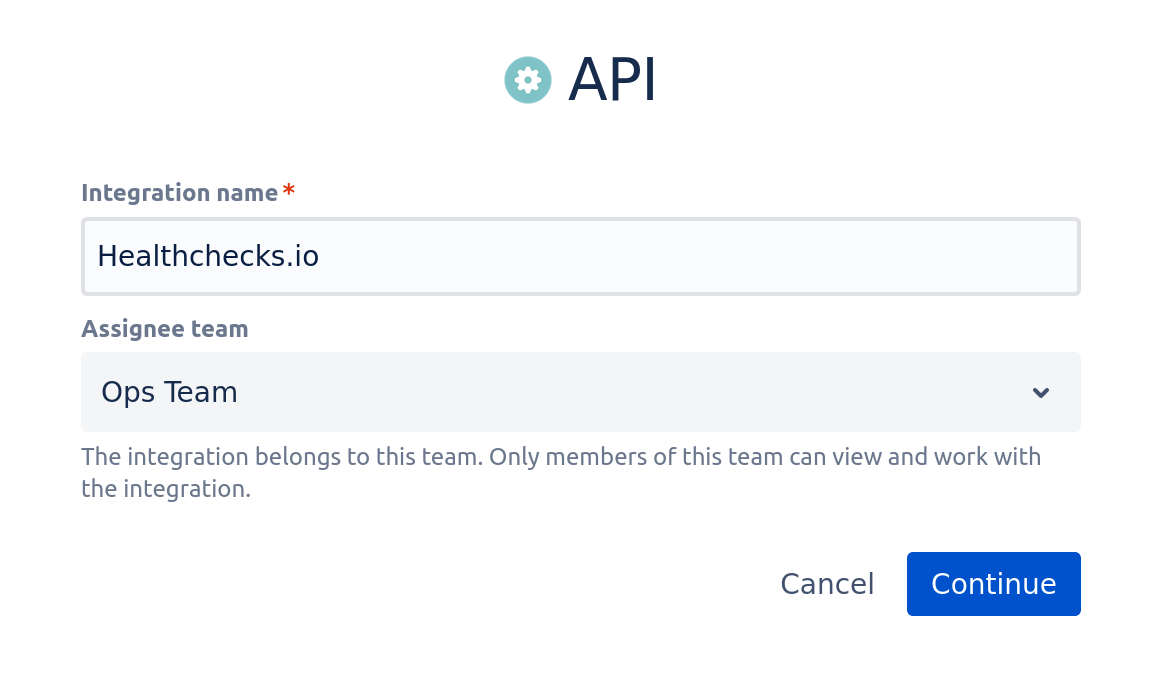 API
Integration name *
Healthchecks.io
Assignee team
Ops Team
The integration belongs to this team. Only members of this team can view and work with
the integration.
Cancel Continue